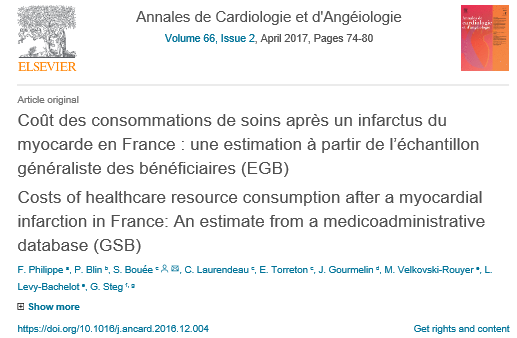 Annales de Cardiologie et d'Angéiologie
Volume 66, Issue 2, April 2017, Pages 74-80
ELSEVIER
Article original
Coût des consommations de soins après un infarctus du
myocarde en France : une estimation à partir de l'échantillon
généraliste des bénéficiaires (EGB)
Costs of healthcare resource consumption after a myocardial
infarction in France: An estimate from a medicoadministrative
database (GSB)
F. Philippe ᵃ, P. Blin ᵇ, S. Bouée ᶜ, C. Laurendeau ᶜ, E. Torreton ᶜ, J. Gourmelin ᵈ, M. Velkovski-Rouyer ᵉ, L.
Levy-Bachelot ᵉ, G. Steg ᶠ, ᵍ
Show more
https://doi.org/10.1016/j.ancard.2016.12.004
Get rights and content